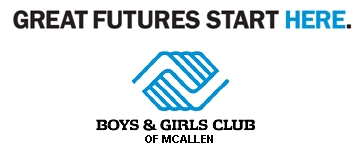 GREAT FUTURES START HERE.
BOYS & GIRLS CLUB
OF MCALLEN